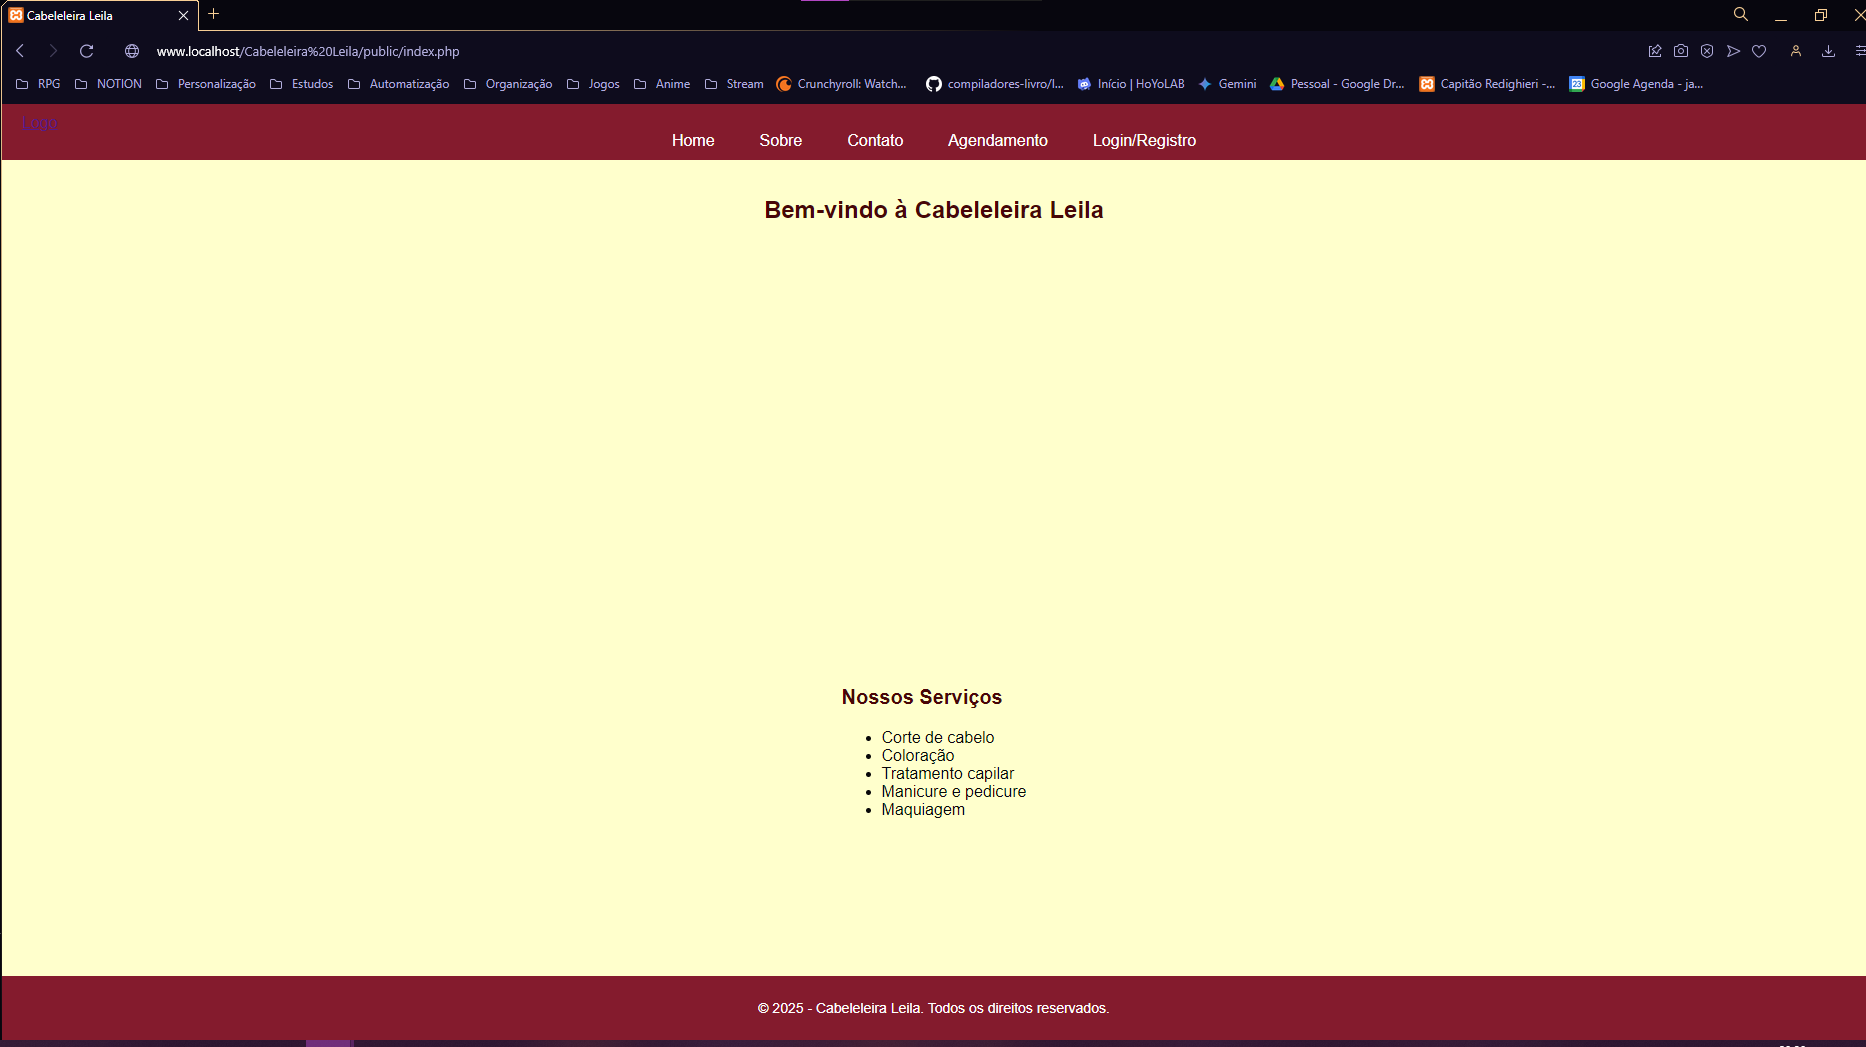 Cabeleleira Leila
www.localhost/Cabeleleira%20Leila/public/index.php
RPG NOTION Personalização Estudos Automatização Organização Jogos Anime Stream Crunchyroll: Watch... compiladores-livro/l... Início | HoYoLAB Gemini Pessoal - Google Dr... Capitão Redighieri -... 23 Google Agenda - ja...
Logo
Home Sobre Contato Agendamento Login/Registro
Bem-vindo à Cabeleleira Leila
Nossos Serviços
• Corte de cabelo
• Coloração
• Tratamento capilar
• Manicure e pedicure
• Maquiagem
© 2025 - Cabeleleira Leila. Todos os direitos reservados.